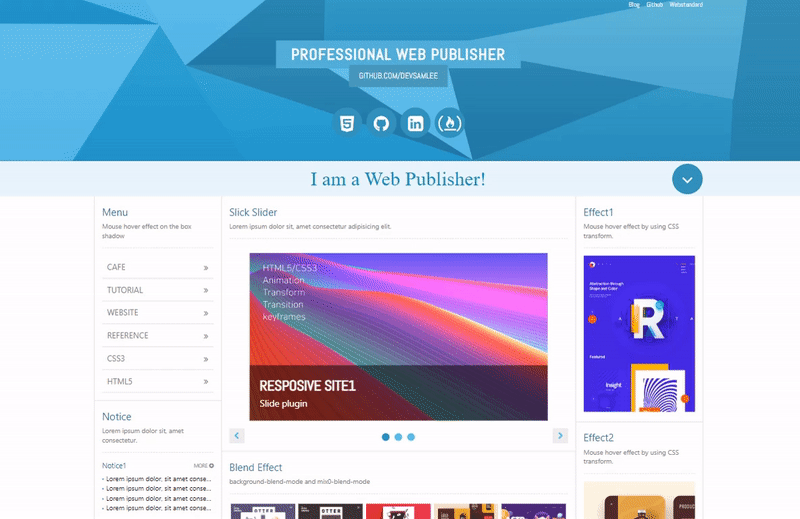 Blog Github Webstandard
PROFESSIONAL WEB PUBLISHER
GITHUB.COM/DEVSAMLEE
I am a Web Publisher!
Menu
Mouse hover effect on the box
shadow
CAFE
TUTORIAL
WEBSITE
REFERENCE
CSS3
HTML5
Notice
Lorem ipsum dolor, sit amet
consectetur.
Notice1 MORE
Lorem ipsum dolor, sit amet conse...
Lorem ipsum dolor, sit amet conse...
Lorem ipsum dolor, sit amet conse...
Lorem ipsum dolor, sit amet conse...
Slick Slider
Lorem ipsum dolor, sit amet consectetur adipisicing elit.
HTML5/CSS3
Animation
Transform
Transition
keyframes
RESPOSIVE SITE1
Slide plugin
Blend Effect
background-blend-mode and mix0-blend-mode
OTTER
OTTER
Effect1
Mouse hover effect by using CSS
transform.
Abstraction through
Shape and Color
R
Featured
Insight
Effect2
Mouse hover effect by using CSS
transform.